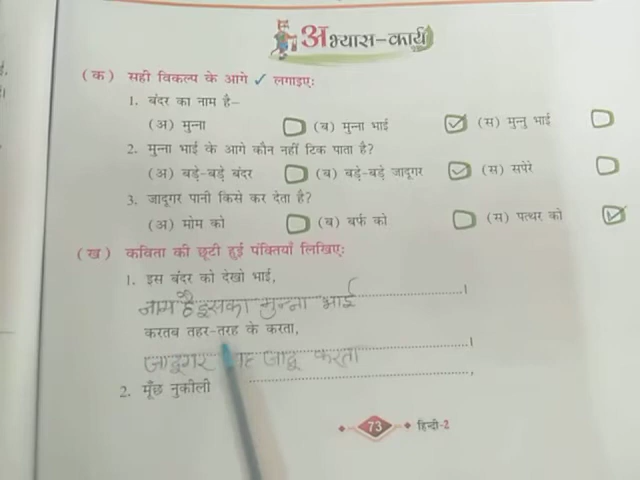 अभ्यास-कार्य
(क) सही विकल्प के आगे ✓ लगाइए:
1. बंदर का नाम है–
(अ) मुन्ना (ब) मुन्ना भाई (स) मुन्नु भाई
2. मुन्ना भाई के आगे कौन नहीं टिक पाता है?
(अ) बड़े-बड़े बंदर (ब) बड़े-बड़े जादूगर (स) सपेरे
3. जादूगर पानी किसे कर देता है?
(अ) मोम को (ब) बर्फ को (स) पत्थर को
(ख) कविता की छूटी हुई पंक्तियाँ लिखिए:
1. इस बंदर को देखो भाई,
नाम है इसका मुन्ना भाई।
करतब तहर-तरह के करता,
जादूगर जादू करता।
2. मूँछ नुकीली ,
73 हिन्दी-2